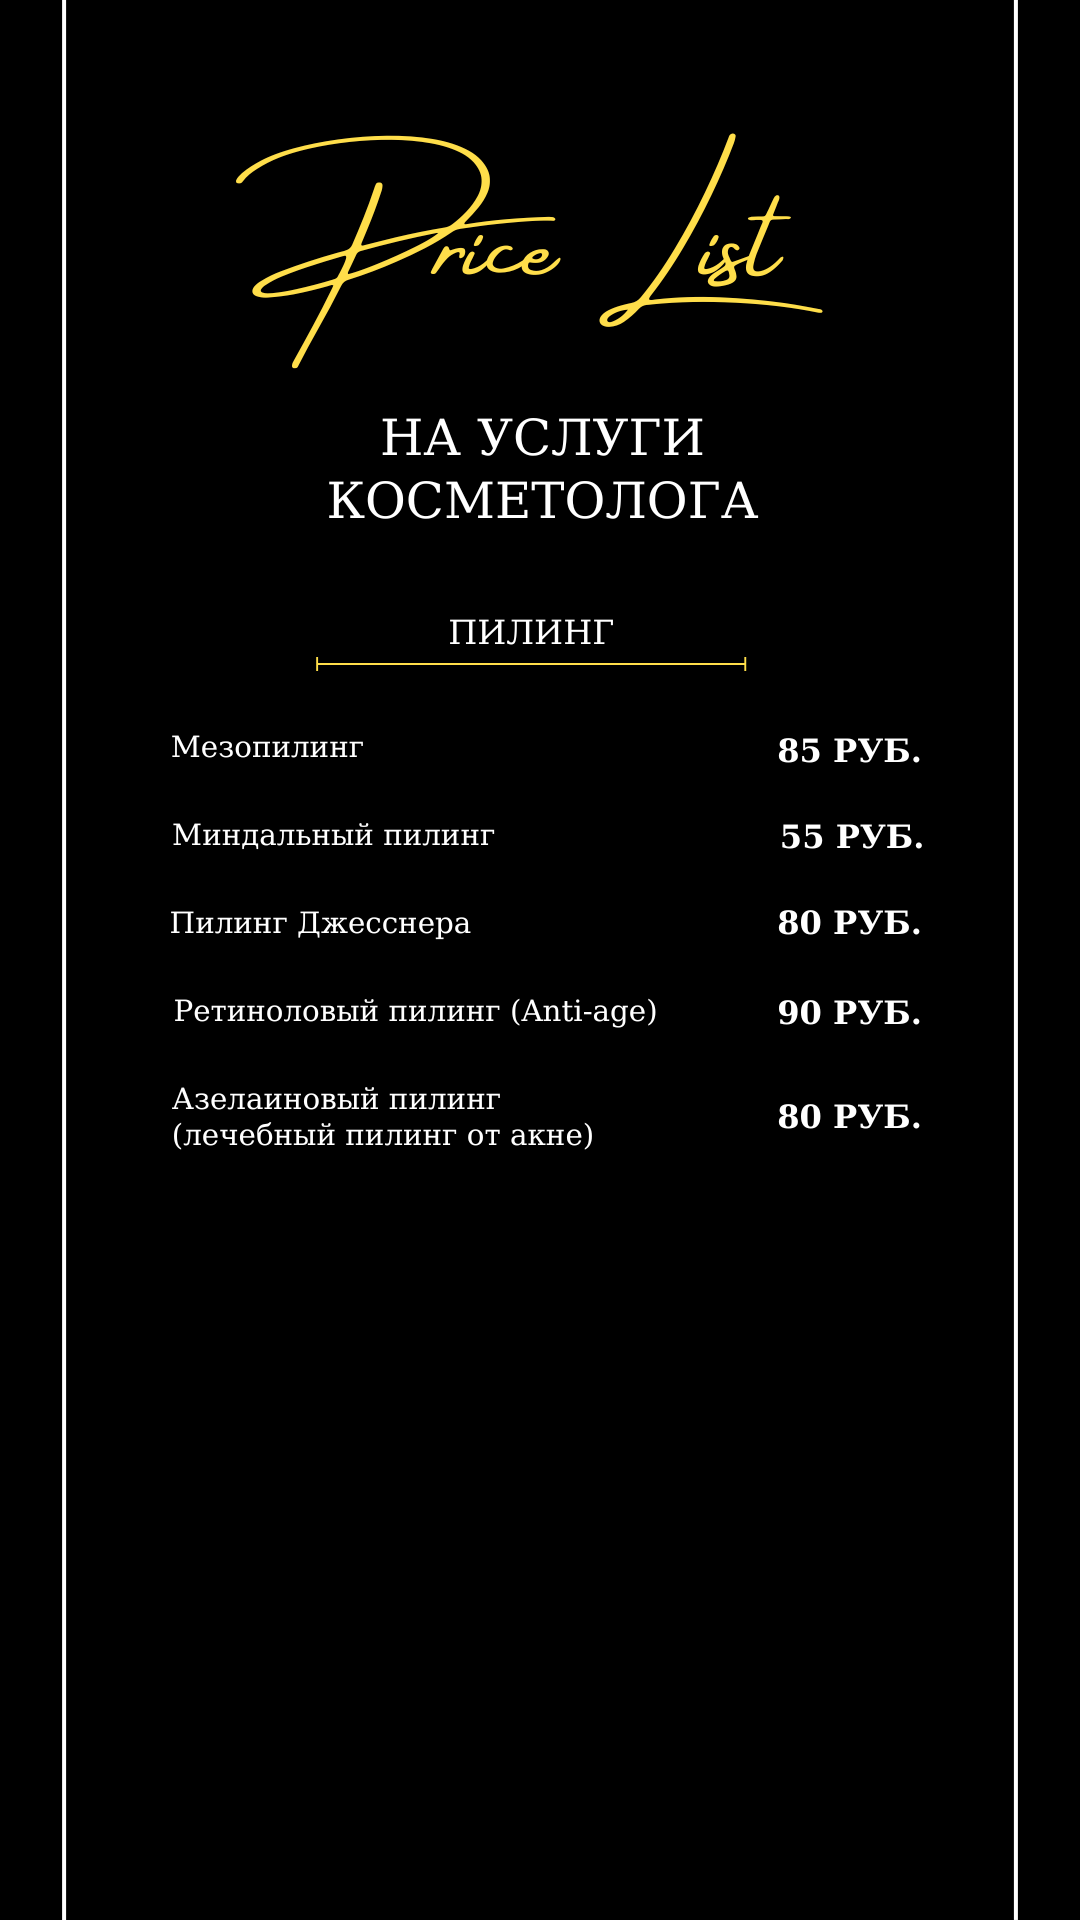 Price List
НА УСЛУГИ
КОСМЕТОЛОГА
ПИЛИНГ
Мезопилинг 85 РУБ.
Миндальный пилинг 55 РУБ.
Пилинг Джесснера 80 РУБ.
Ретиноловый пилинг (Anti-age) 90 РУБ.
Азелаиновый пилинг
(лечебный пилинг от акне) 80 РУБ.